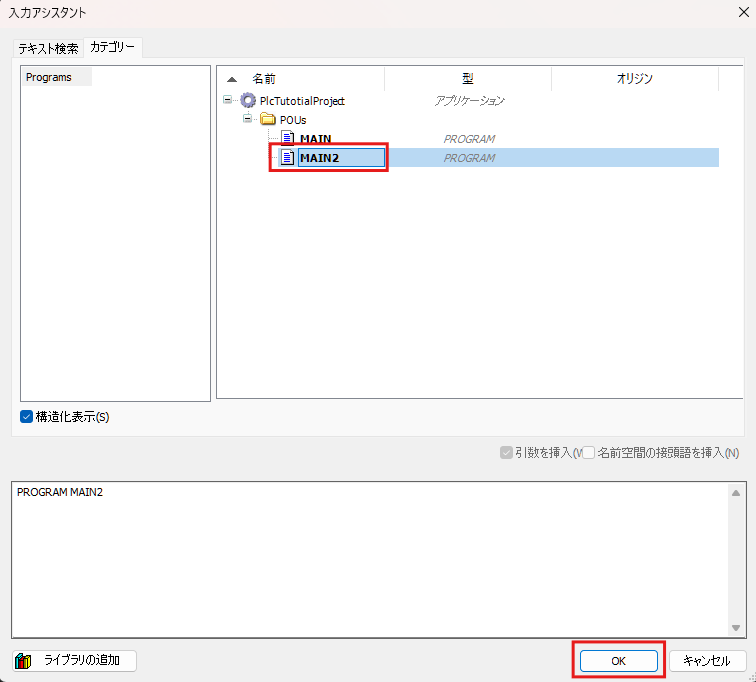 入力アシスタント
テキスト検索 カテゴリー
Programs
名前 型 オリジン
PlcTutotialProject アプリケーション
POUs
MAIN PROGRAM
MAIN2 PROGRAM
構造化表示(S)
引数を挿入(W 名前空間の接頭語を挿入(N)
PROGRAM MAIN2
ライブラリの追加 OK キャンセル